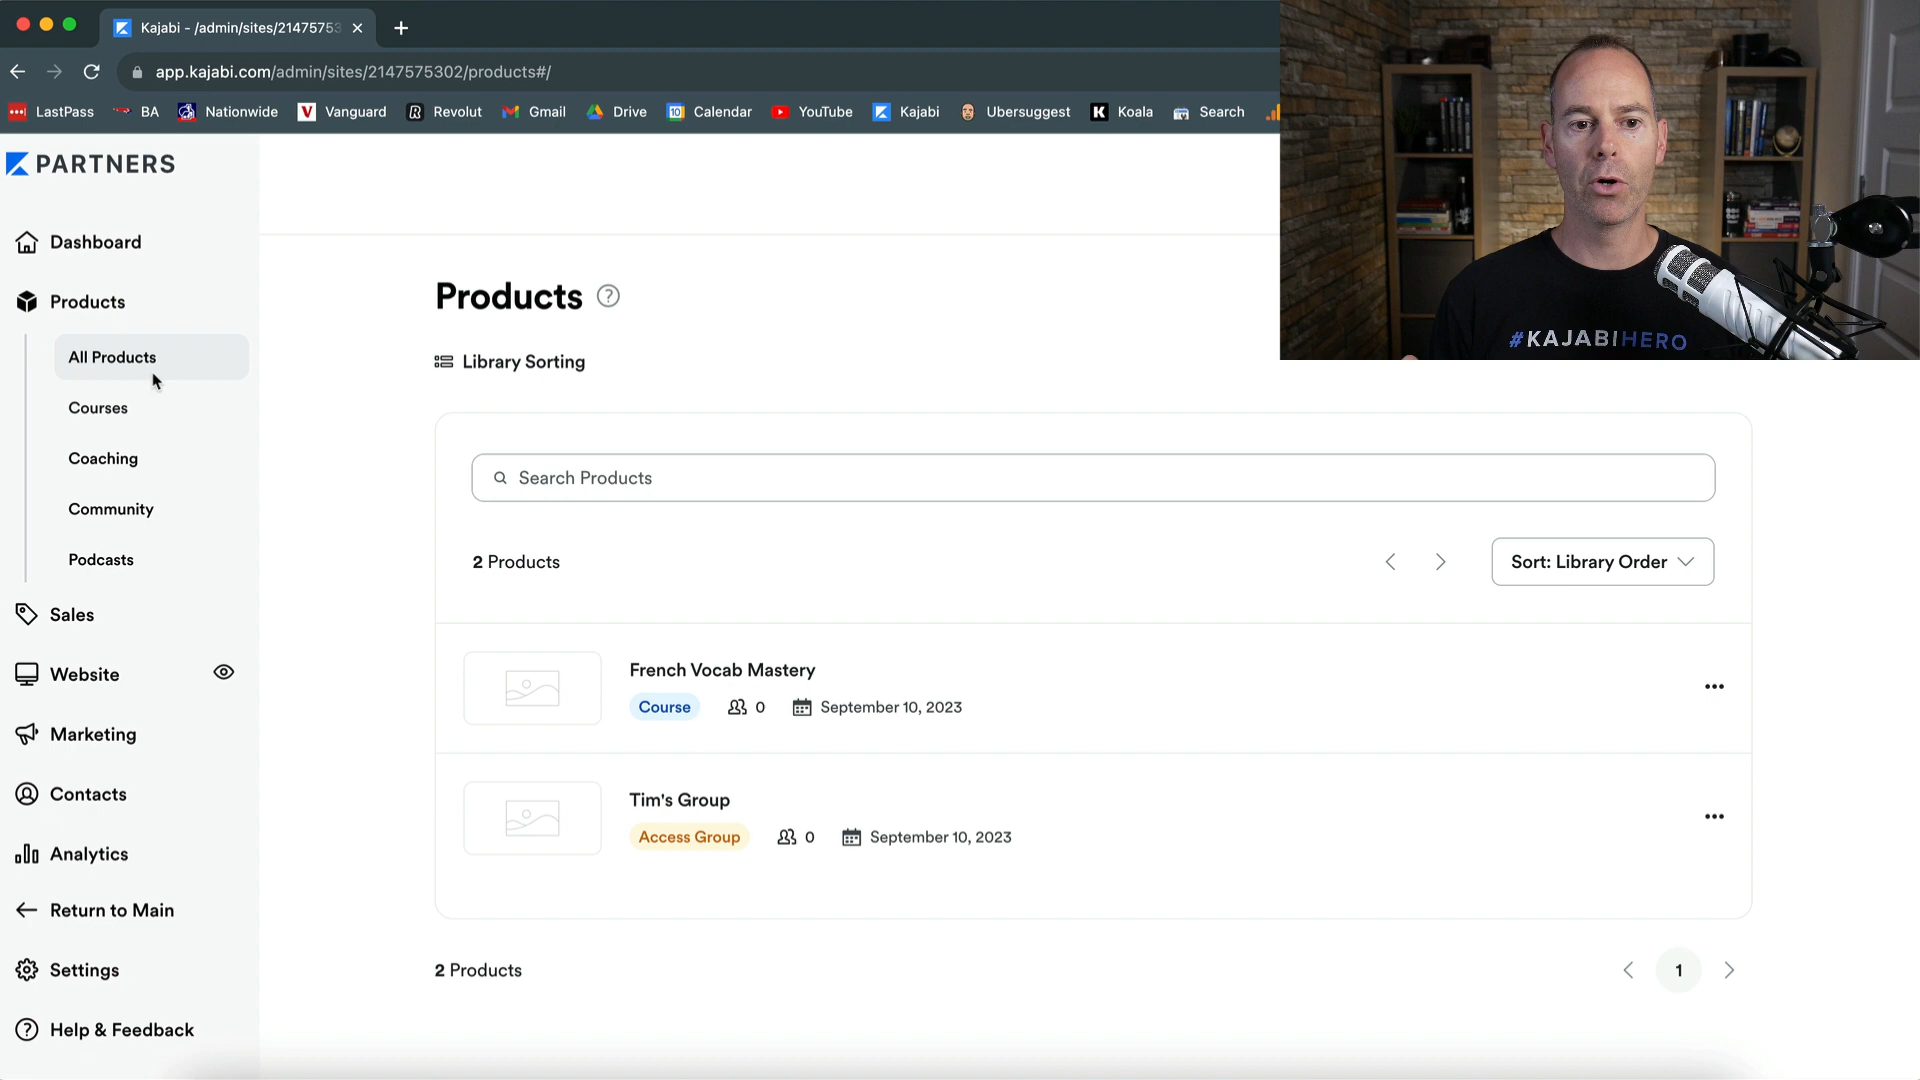 Kajabi - /admin/sites/21475753
app.kajabi.com/admin/sites/2147575302/products#/
LastPass
BA
Nationwide
Vanguard
Revolut
Gmail
Drive
10 Calendar
YouTube
Kajabi
Ubersuggest
Koala
Search
PARTNERS
Dashboard
Products
All Products
Courses
Coaching
Community
Podcasts
Sales
Website
Marketing
Contacts
Analytics
Return to Main
Settings
Help & Feedback
#KAJABIHERO
Products
Library Sorting
Search Products
2 Products
Sort: Library Order
French Vocab Mastery
Course 0 September 10, 2023
Tim's Group
Access Group 0 September 10, 2023
2 Products
1